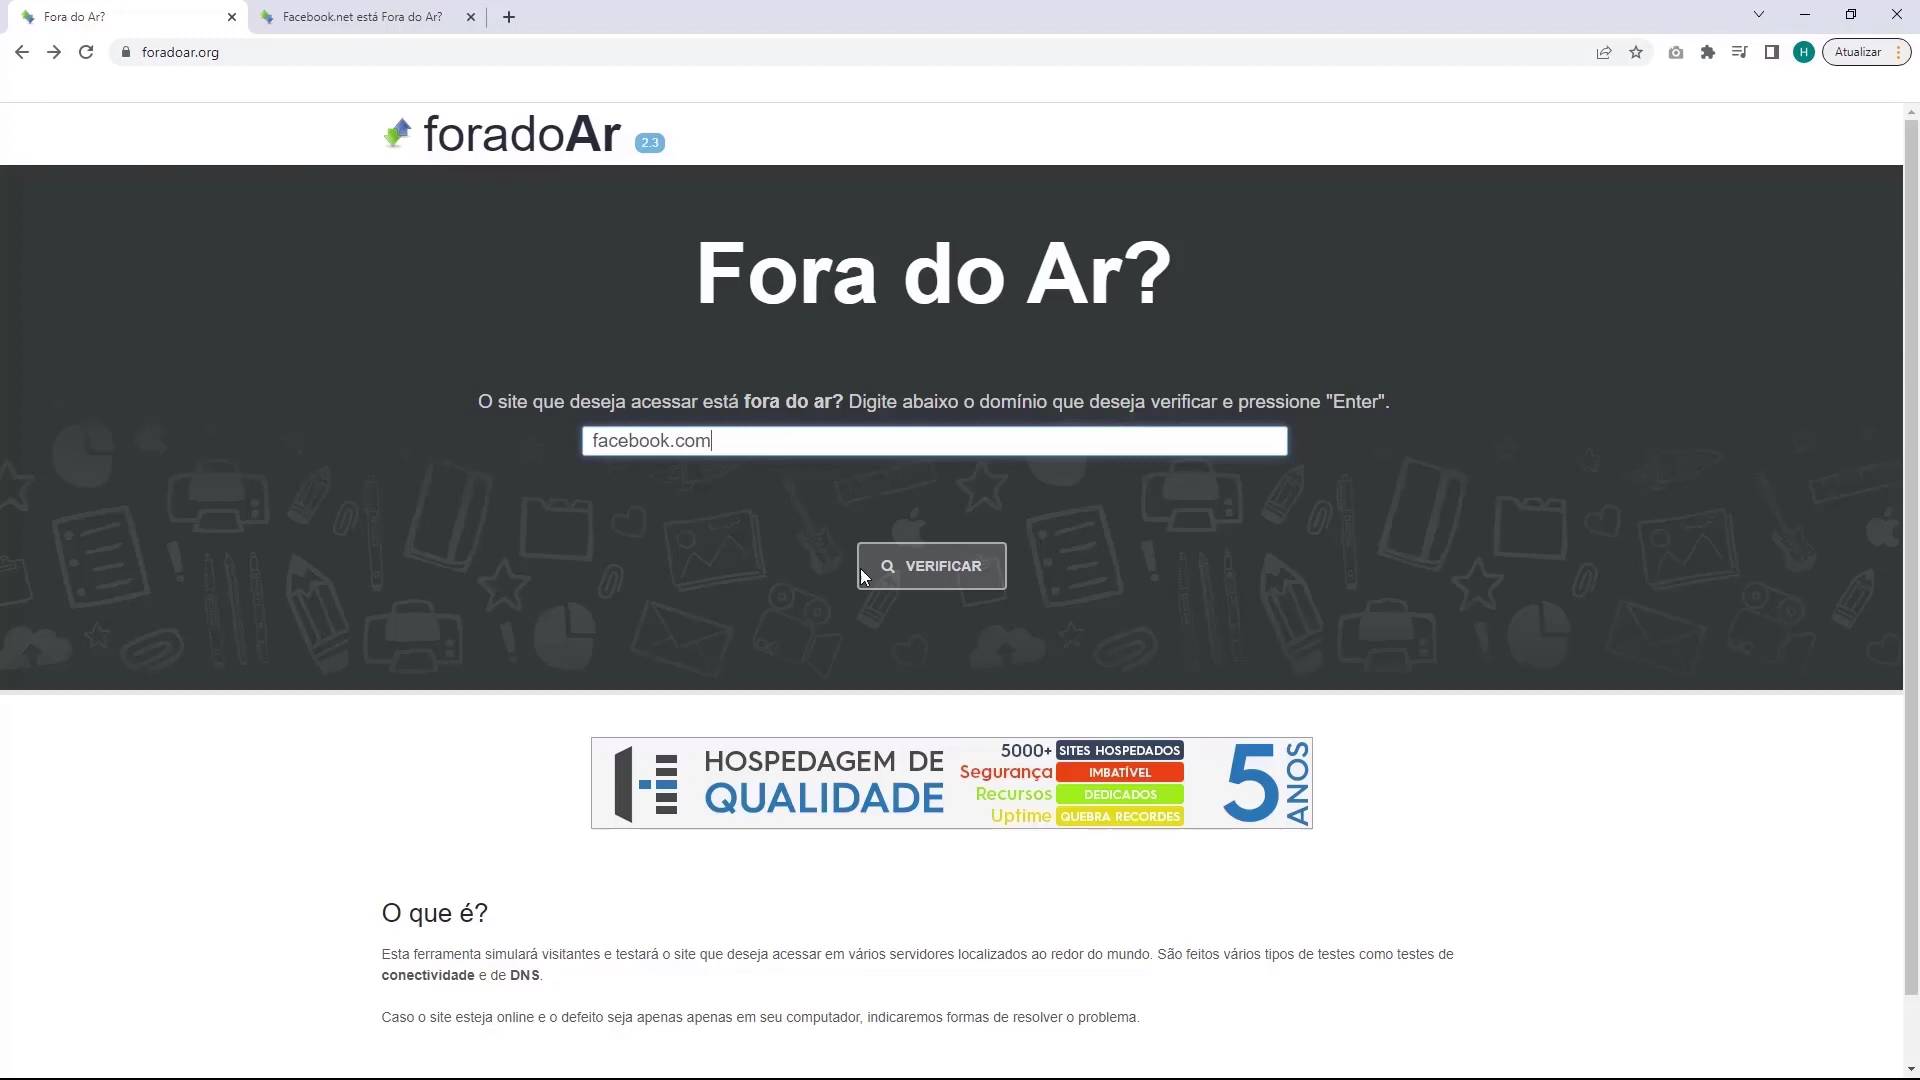 Fora do Ar?
Facebook.net está Fora do Ar?
foradoar.org
H
Atualizar
foradoAr 2.3
Fora do Ar?
O site que deseja acessar está fora do ar? Digite abaixo o domínio que deseja verificar e pressione "Enter".
facebook.com
VERIFICAR
HOSPEDAGEM DE
QUALIDADE
5000+ SITES HOSPEDADOS
Segurança IMBATÍVEL
Recursos DEDICADOS
Uptime QUEBRA RECORDES
5 ANOS
O que é?
Esta ferramenta simulará visitantes e testará o site que deseja acessar em vários servidores localizados ao redor do mundo. São feitos vários tipos de testes como testes de
conectividade e de DNS.
Caso o site esteja online e o defeito seja apenas apenas em seu computador, indicaremos formas de resolver o problema.